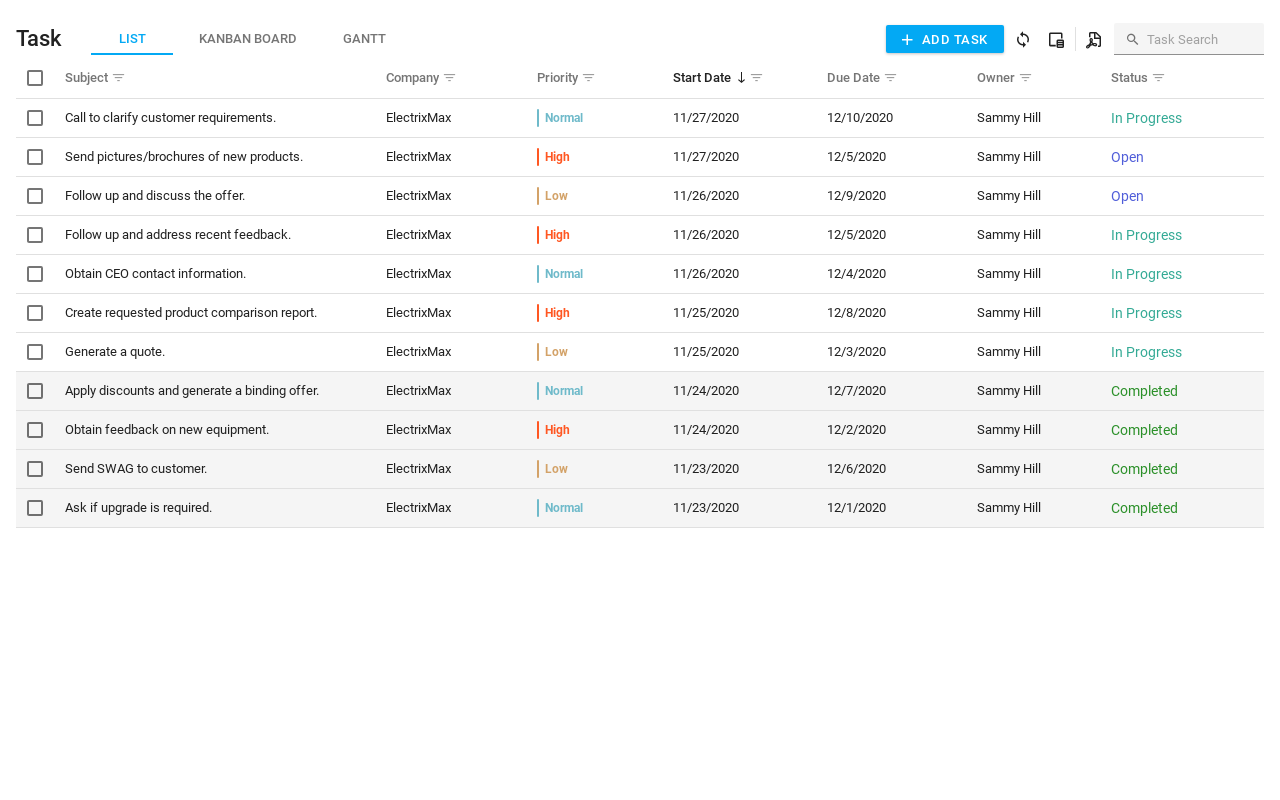 Task LIST KANBAN BOARD GANTT ADD TASK Task Search
Subject Company Priority Start Date Due Date Owner Status
Call to clarify customer requirements. ElectrixMax Normal 11/27/2020 12/10/2020 Sammy Hill In Progress
Send pictures/brochures of new products. ElectrixMax High 11/27/2020 12/5/2020 Sammy Hill Open
Follow up and discuss the offer. ElectrixMax Low 11/26/2020 12/9/2020 Sammy Hill Open
Follow up and address recent feedback. ElectrixMax High 11/26/2020 12/5/2020 Sammy Hill In Progress
Obtain CEO contact information. ElectrixMax Normal 11/26/2020 12/4/2020 Sammy Hill In Progress
Create requested product comparison report. ElectrixMax High 11/25/2020 12/8/2020 Sammy Hill In Progress
Generate a quote. ElectrixMax Low 11/25/2020 12/3/2020 Sammy Hill In Progress
Apply discounts and generate a binding offer. ElectrixMax Normal 11/24/2020 12/7/2020 Sammy Hill Completed
Obtain feedback on new equipment. ElectrixMax High 11/24/2020 12/2/2020 Sammy Hill Completed
Send SWAG to customer. ElectrixMax Low 11/23/2020 12/6/2020 Sammy Hill Completed
Ask if upgrade is required. ElectrixMax Normal 11/23/2020 12/1/2020 Sammy Hill Completed